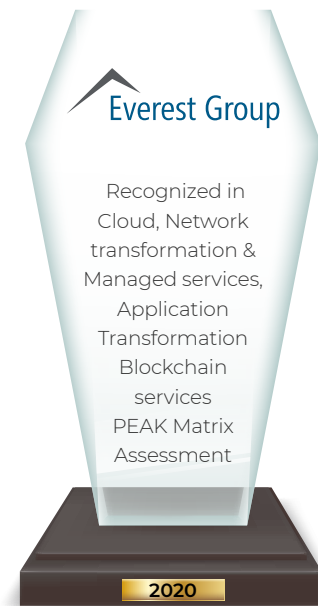 Everest Group
Recognized in
Cloud, Network
transformation &
Managed services,
Application
Transformation
Blockchain
services
PEAK Matrix
Assessment
2020